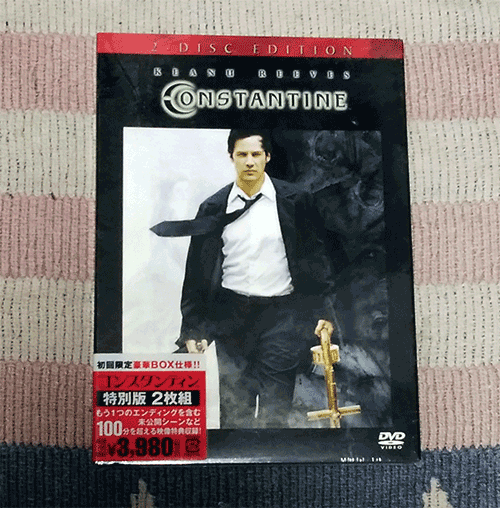 2-DISC EDITION
KEANU REEVES
CONSTANTINE
初回限定豪華BOX仕様!!
コンスタンティン
特別版 2枚組
もう1つのエンディングを含む
未公開シーンなど
100分を超える映像特典収録!
¥3,980
DVD
VIDEO